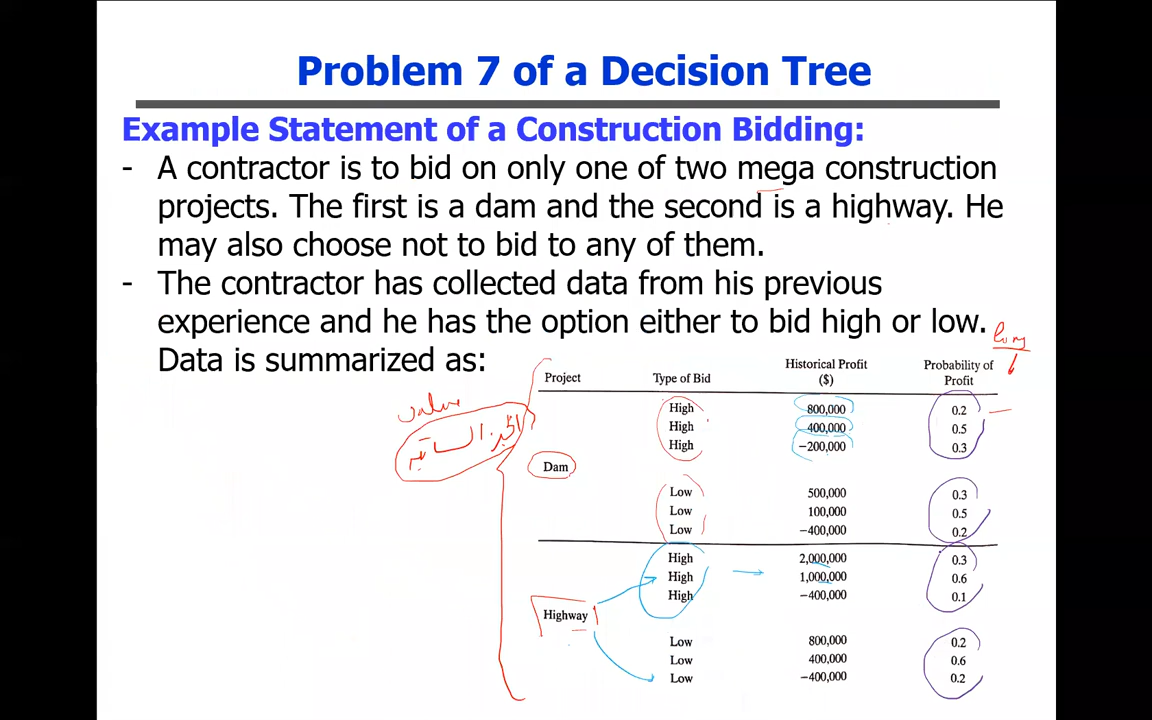 Problem 7 of a Decision Tree
Example Statement of a Construction Bidding:
- A contractor is to bid on only one of two mega construction
projects. The first is a dam and the second is a highway. He
may also choose not to bid to any of them.
- The contractor has collected data from his previous
experience and he has the option either to bid high or low.
Data is summarized as:
Project Type of Bid Historical Profit ($) Probability of Profit
High 800,000 0.2
High 400,000 0.5
High −200,000 0.3
value
Dam
Low 500,000 0.3
Low 100,000 0.5
Low −400,000 0.2
High 2,000,000 0.3
High 1,000,000 0.6
High −400,000 0.1
Highway
Low 800,000 0.2
Low 400,000 0.6
Low −400,000 0.2